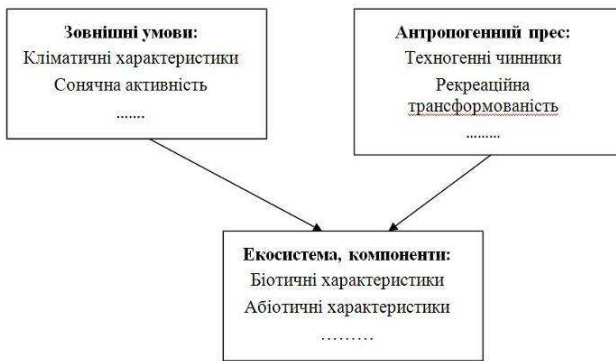 Зовнішні умови:
Кліматичні характеристики
Сонячна активність
.......
Антропогенний прес:
Техногенні чинники
Рекреаційна
трансформованість
.........
Екосистема, компоненти:
Біотичні характеристики
Абіотичні характеристики
.........